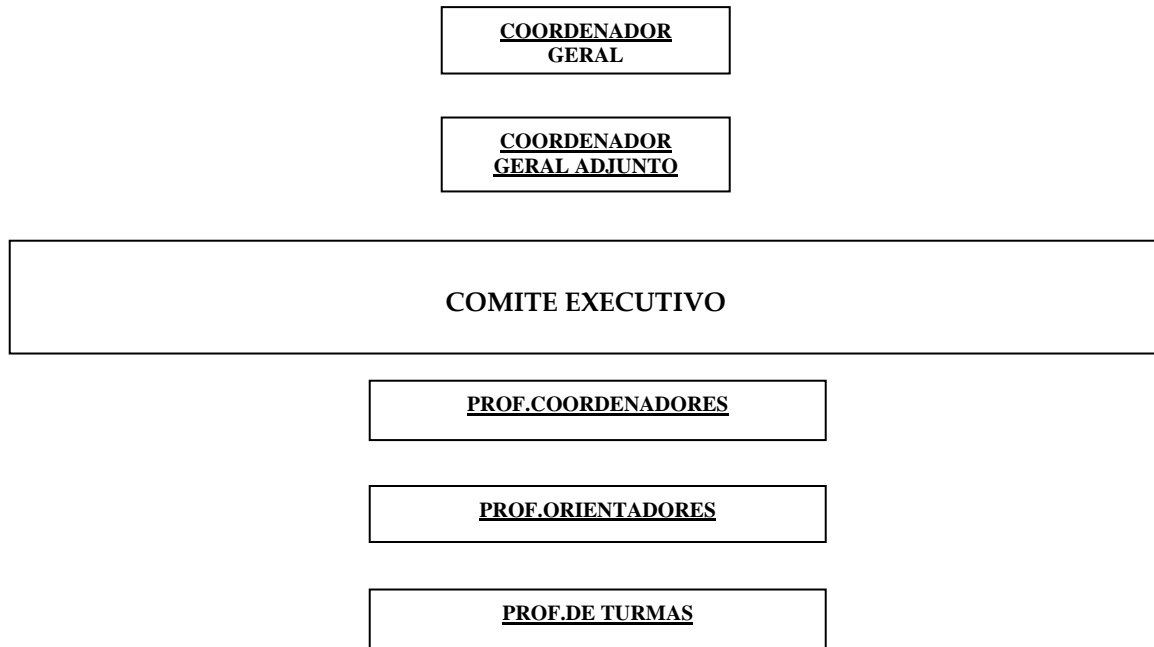 COORDENADOR
GERAL
COORDENADOR
GERAL ADJUNTO
COMITE EXECUTIVO
PROF.COORDENADORES
PROF.ORIENTADORES
PROF.DE TURMAS